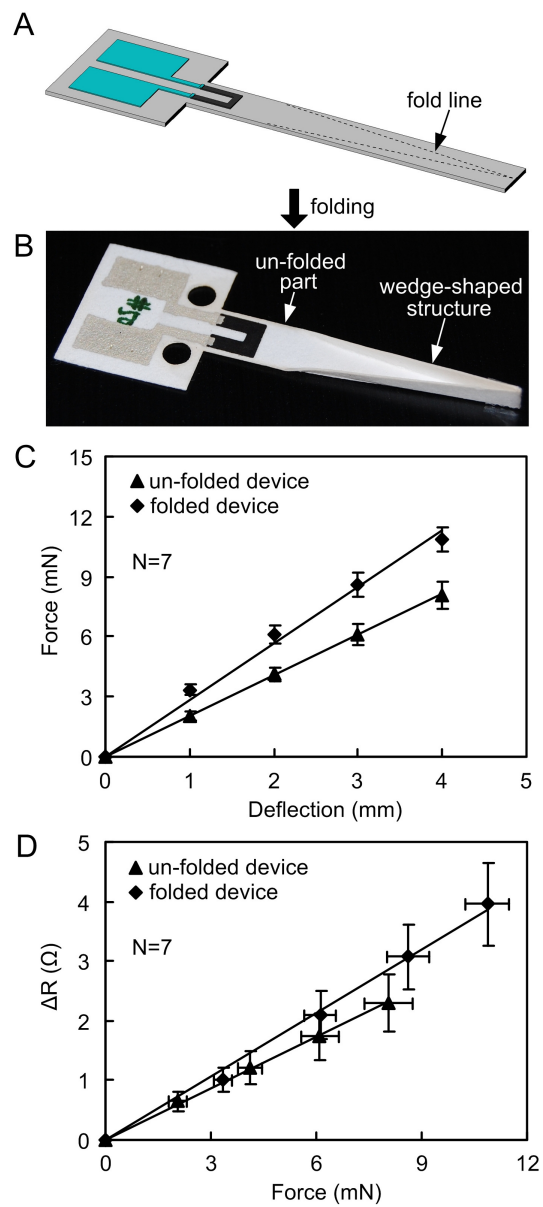 A
fold line
folding
B
un-folded
part
wedge-shaped
structure
C
15
12
9
6
3
0
Force (mN)
▲ un-folded device
◆ folded device
N=7
0 1 2 3 4 5
Deflection (mm)
D
5
4
3
2
1
0
ΔR (Ω)
▲ un-folded device
◆ folded device
N=7
0 3 6 9 12
Force (mN)